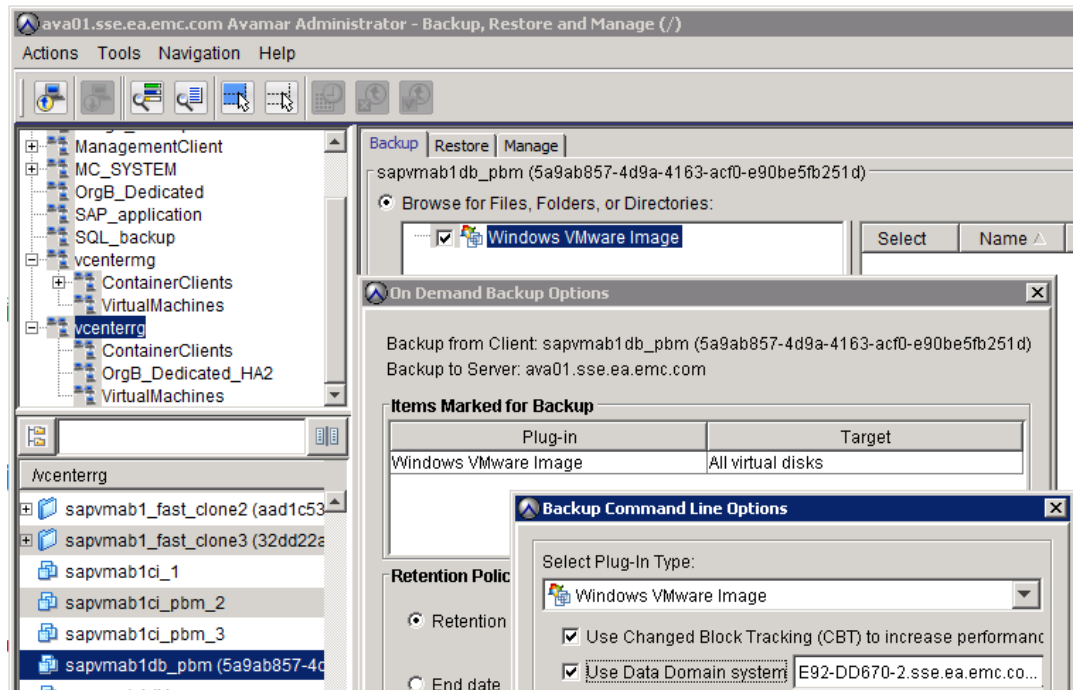 ava01.sse.ea.emc.com Avamar Administrator - Backup, Restore and Manage (/)
Actions Tools Navigation Help
ManagementClient
MC_SYSTEM
OrgB_Dedicated
SAP_application
SQL_backup
vcentermg
ContainerClients
VirtualMachines
vcenterrg
ContainerClients
OrgB_Dedicated_HA2
VirtualMachines
/vcenterrg
sapvmab1_fast_clone2 (aad1c53
sapvmab1_fast_clone3 (32dd22a
sapvmab1ci_1
sapvmab1ci_pbm_2
sapvmab1ci_pbm_3
sapvmab1db_pbm (5a9ab857-4c
Backup Restore Manage
sapvmab1db_pbm (5a9ab857-4d9a-4163-acf0-e90be5fb251d)
Browse for Files, Folders, or Directories:
Windows VMware Image
Select Name
On Demand Backup Options
Backup from Client: sapvmab1db_pbm (5a9ab857-4d9a-4163-acf0-e90be5fb251d)
Backup to Server: ava01.sse.ea.emc.com
Items Marked for Backup
Plug-in Target
Windows VMware Image All virtual disks
Retention Polic
Retention
End date
Backup Command Line Options
Select Plug-In Type:
Windows VMware Image
Use Changed Block Tracking (CBT) to increase performanc
Use Data Domain system E92-DD670-2.sse.ea.emc.co...